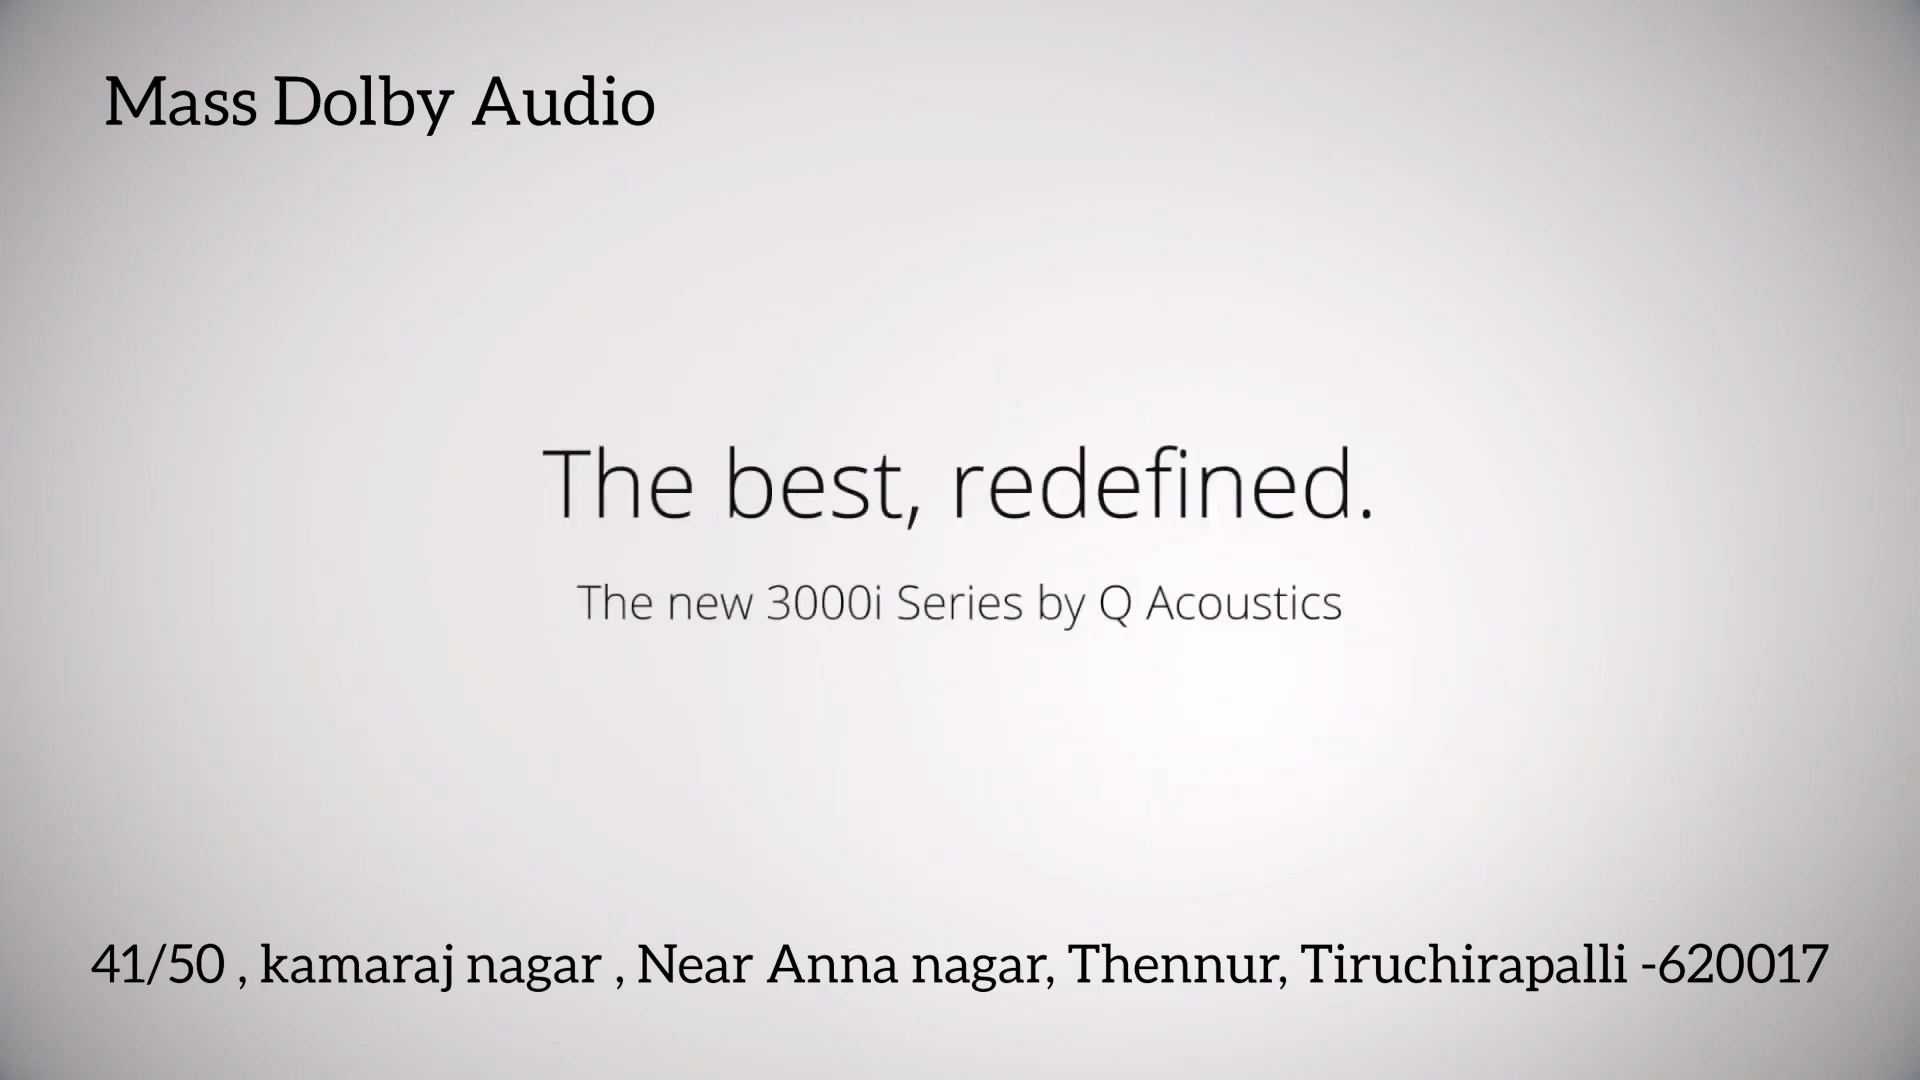 Mass Dolby Audio
The best, redefined.
The new 3000i Series by Q Acoustics
41/50 , kamaraj nagar , Near Anna nagar, Thennur, Tiruchirapalli -620017